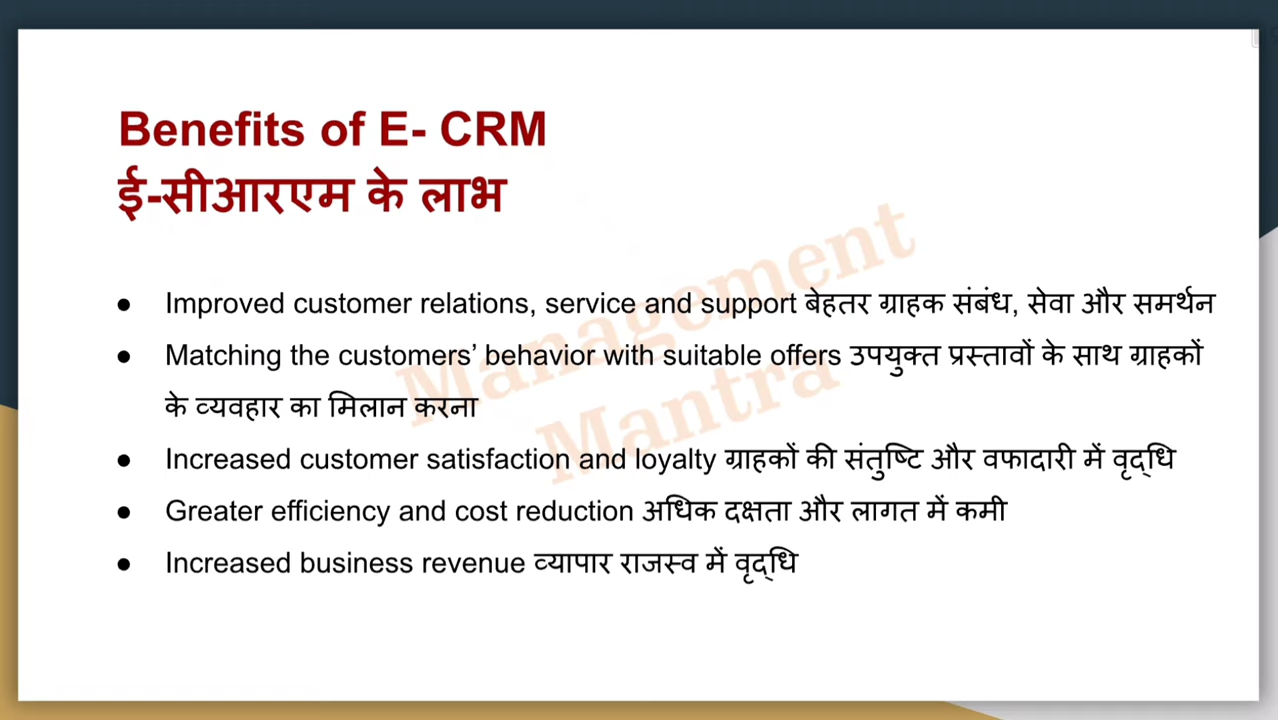 Benefits of E- CRM
ई-सीआरएम के लाभ
● Improved customer relations, service and support बेहतर ग्राहक संबंध, सेवा और समर्थन
● Matching the customers’ behavior with suitable offers उपयुक्त प्रस्तावों के साथ ग्राहकों
के व्यवहार का मिलान करना
● Increased customer satisfaction and loyalty ग्राहकों की संतुष्टि और वफादारी में वृद्धि
● Greater efficiency and cost reduction अधिक दक्षता और लागत में कमी
● Increased business revenue व्यापार राजस्व में वृद्धि
Management
Mantra